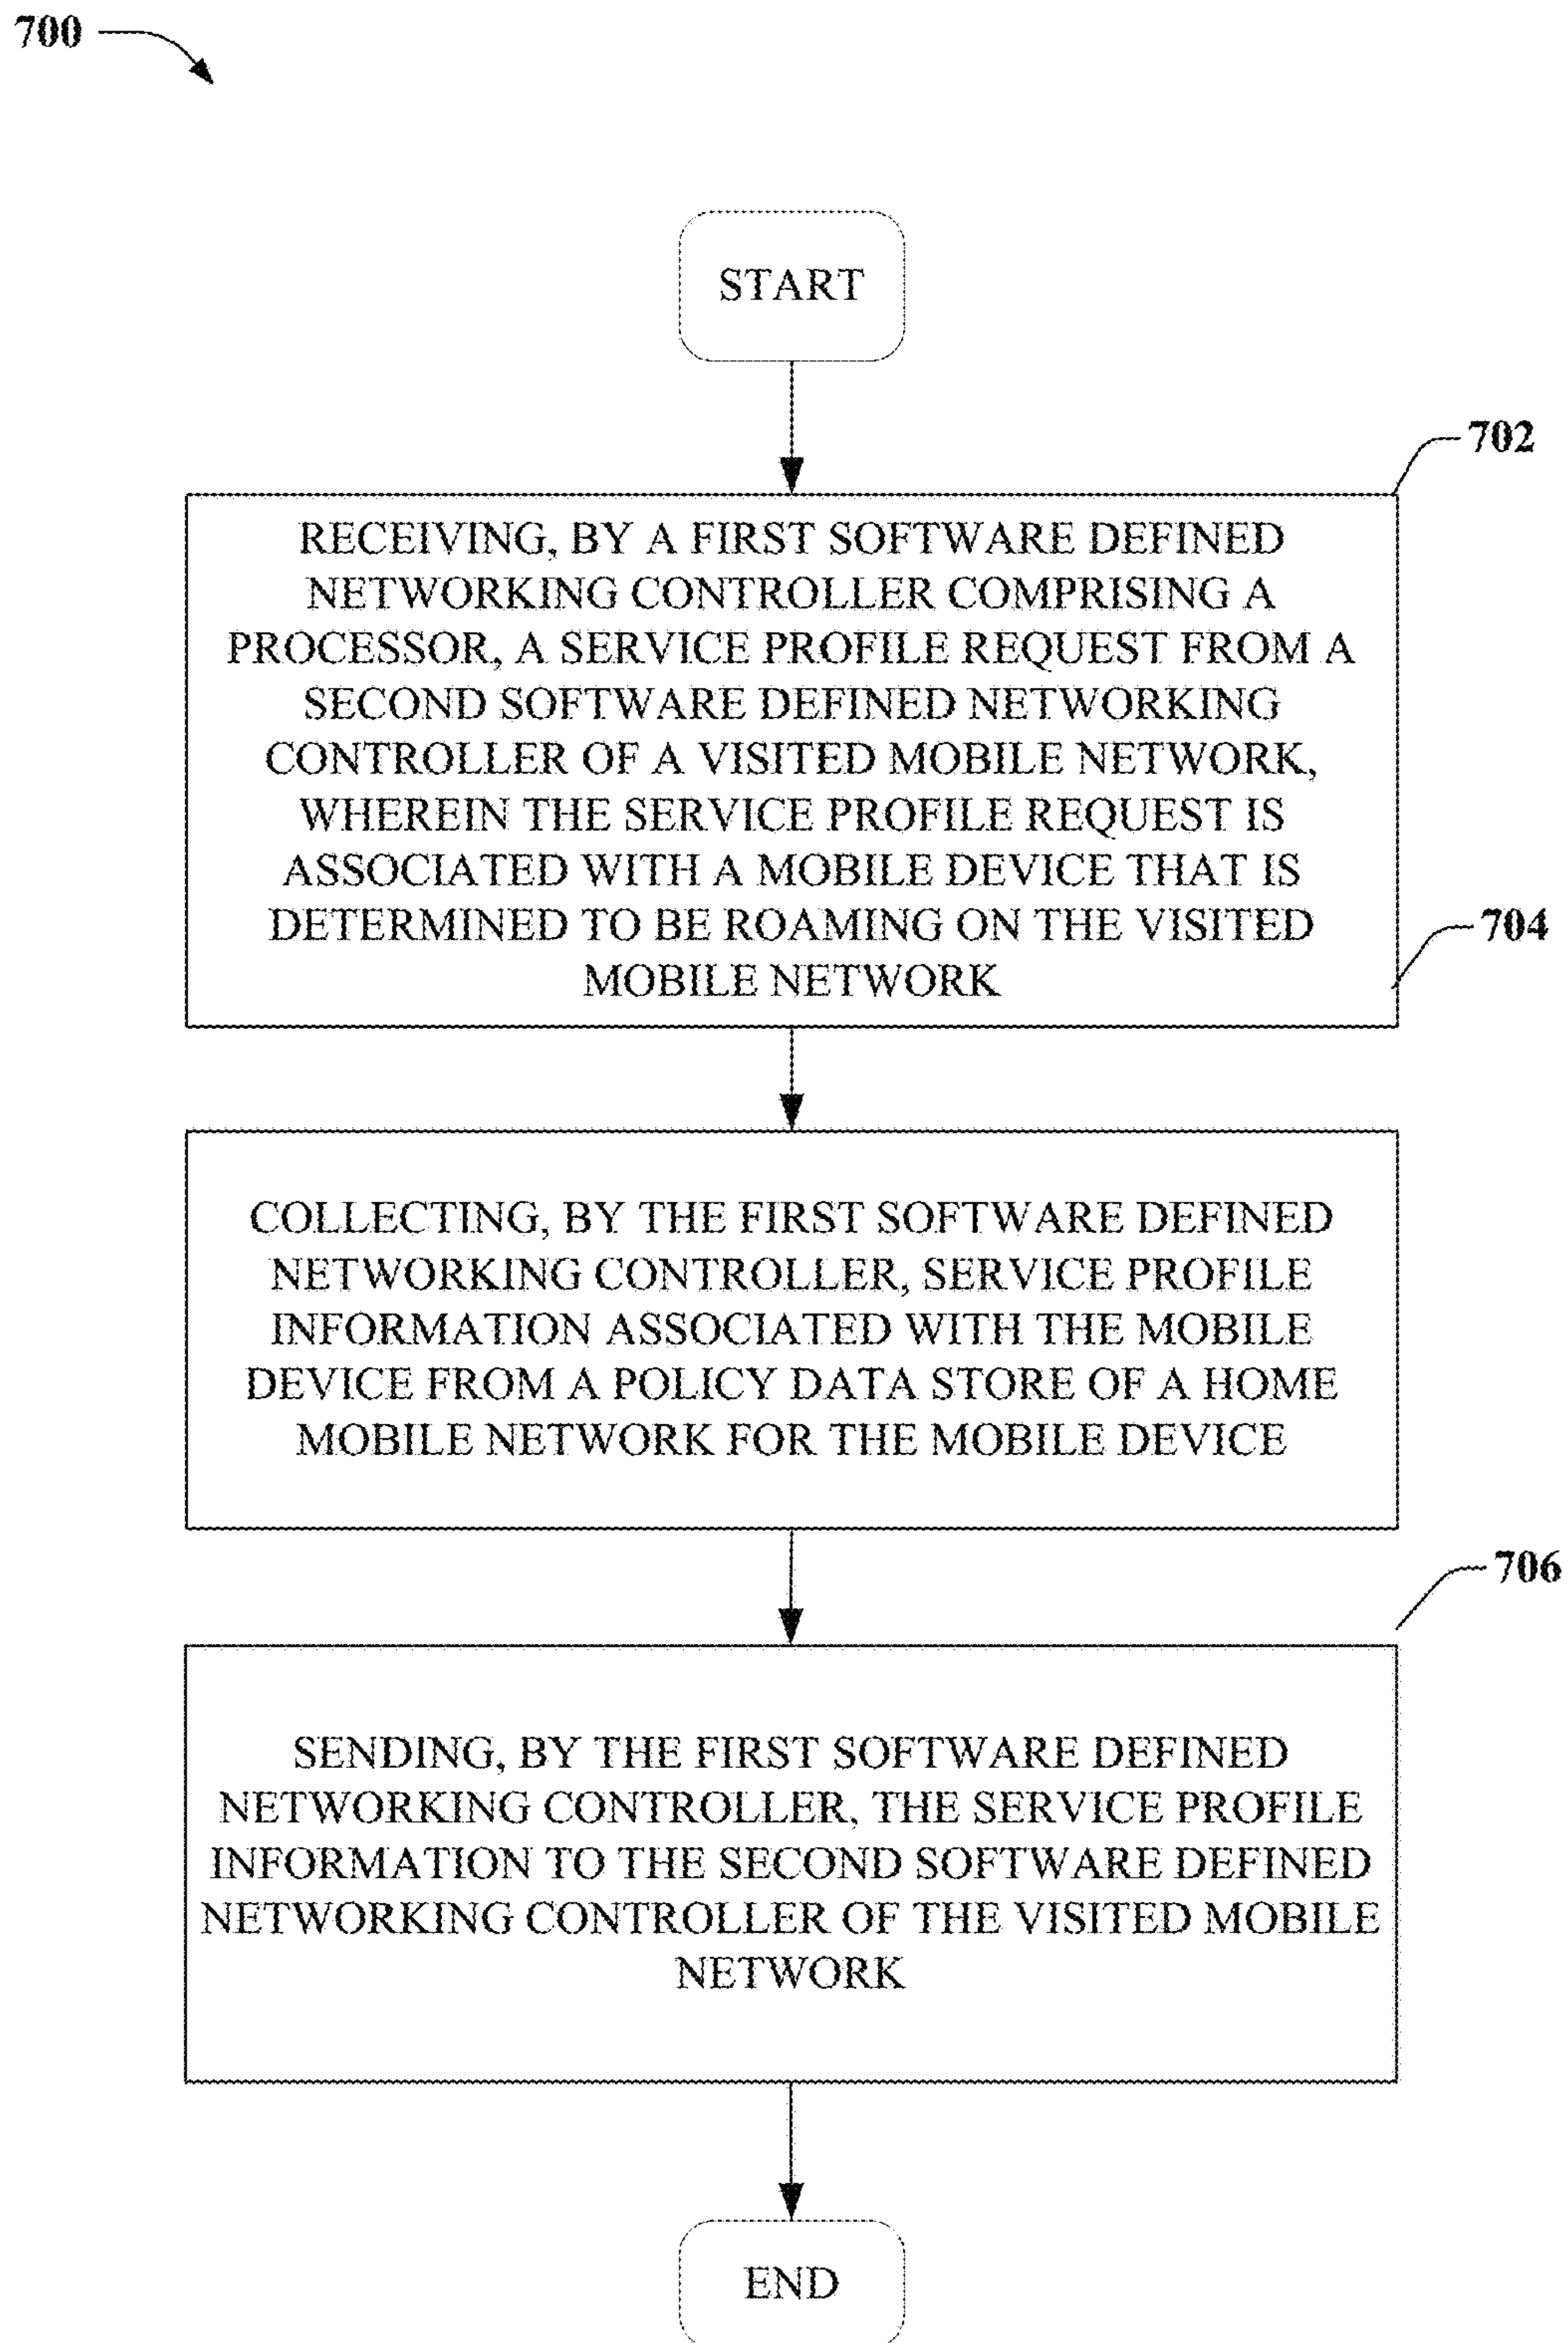 700
START
702
RECEIVING, BY A FIRST SOFTWARE DEFINED
NETWORKING CONTROLLER COMPRISING A
PROCESSOR, A SERVICE PROFILE REQUEST FROM A
SECOND SOFTWARE DEFINED NETWORKING
CONTROLLER OF A VISITED MOBILE NETWORK,
WHEREIN THE SERVICE PROFILE REQUEST IS
ASSOCIATED WITH A MOBILE DEVICE THAT IS
DETERMINED TO BE ROAMING ON THE VISITED
MOBILE NETWORK
704
COLLECTING, BY THE FIRST SOFTWARE DEFINED
NETWORKING CONTROLLER, SERVICE PROFILE
INFORMATION ASSOCIATED WITH THE MOBILE
DEVICE FROM A POLICY DATA STORE OF A HOME
MOBILE NETWORK FOR THE MOBILE DEVICE
706
SENDING, BY THE FIRST SOFTWARE DEFINED
NETWORKING CONTROLLER, THE SERVICE PROFILE
INFORMATION TO THE SECOND SOFTWARE DEFINED
NETWORKING CONTROLLER OF THE VISITED MOBILE
NETWORK
END